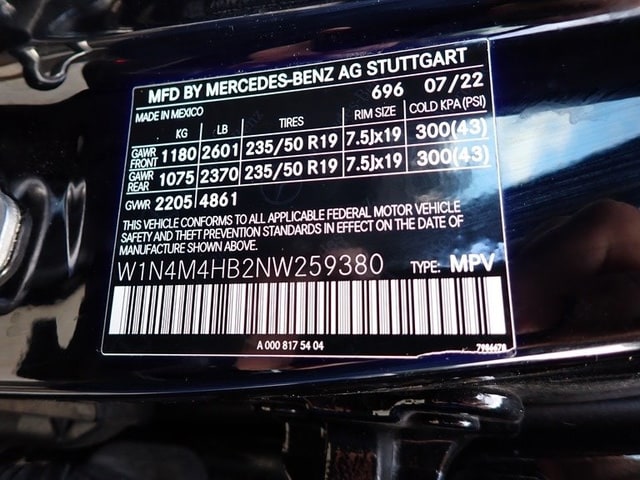 MFD BY MERCEDES-BENZ AG STUTTGART
696 07/22
MADE IN MEXICO
KG LB TIRES RIM SIZE COLD KPA (PSI)
GAWR FRONT 1180 2601 235/50 R19 7.5Jx19 300(43)
GAWR REAR 1075 2370 235/50 R19 7.5Jx19 300(43)
GVWR 2205 4861
THIS VEHICLE CONFORMS TO ALL APPLICABLE FEDERAL MOTOR VEHICLE
SAFETY AND THEFT PREVENTION STANDARDS IN EFFECT ON THE DATE OF
MANUFACTURE
W1N4M4HB2NW259380 TYPE: MPV
A 000 817 54 04